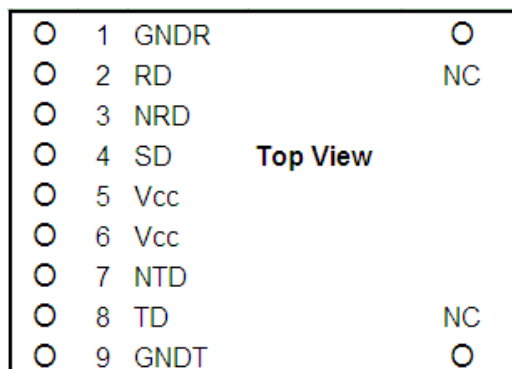 1 GNDR
2 RD NC
3 NRD
4 SD Top View
5 Vcc
6 Vcc
7 NTD
8 TD NC
9 GNDT